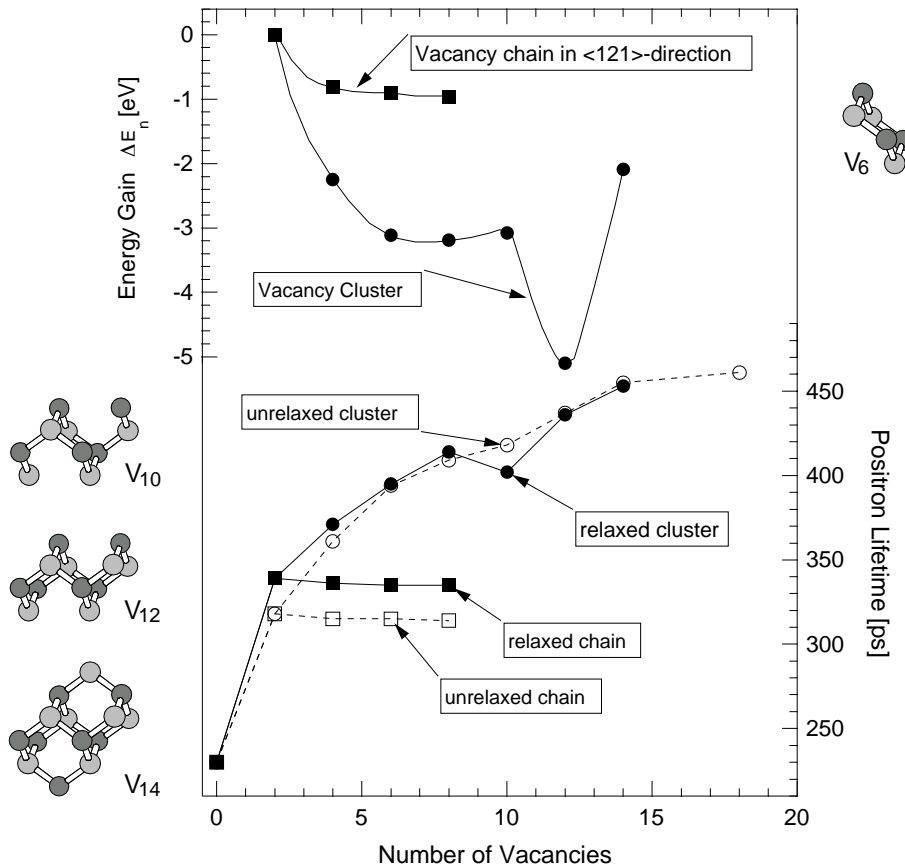 0
-1
-2
-3
-4
-5
Energy Gain ΔE_n [eV]
Vacancy chain in <121>-direction
Vacancy Cluster
V6
unrelaxed cluster
relaxed cluster
relaxed chain
unrelaxed chain
V10
V12
V14
450
400
350
300
250
Positron Lifetime [ps]
0
5
10
15
20
Number of Vacancies